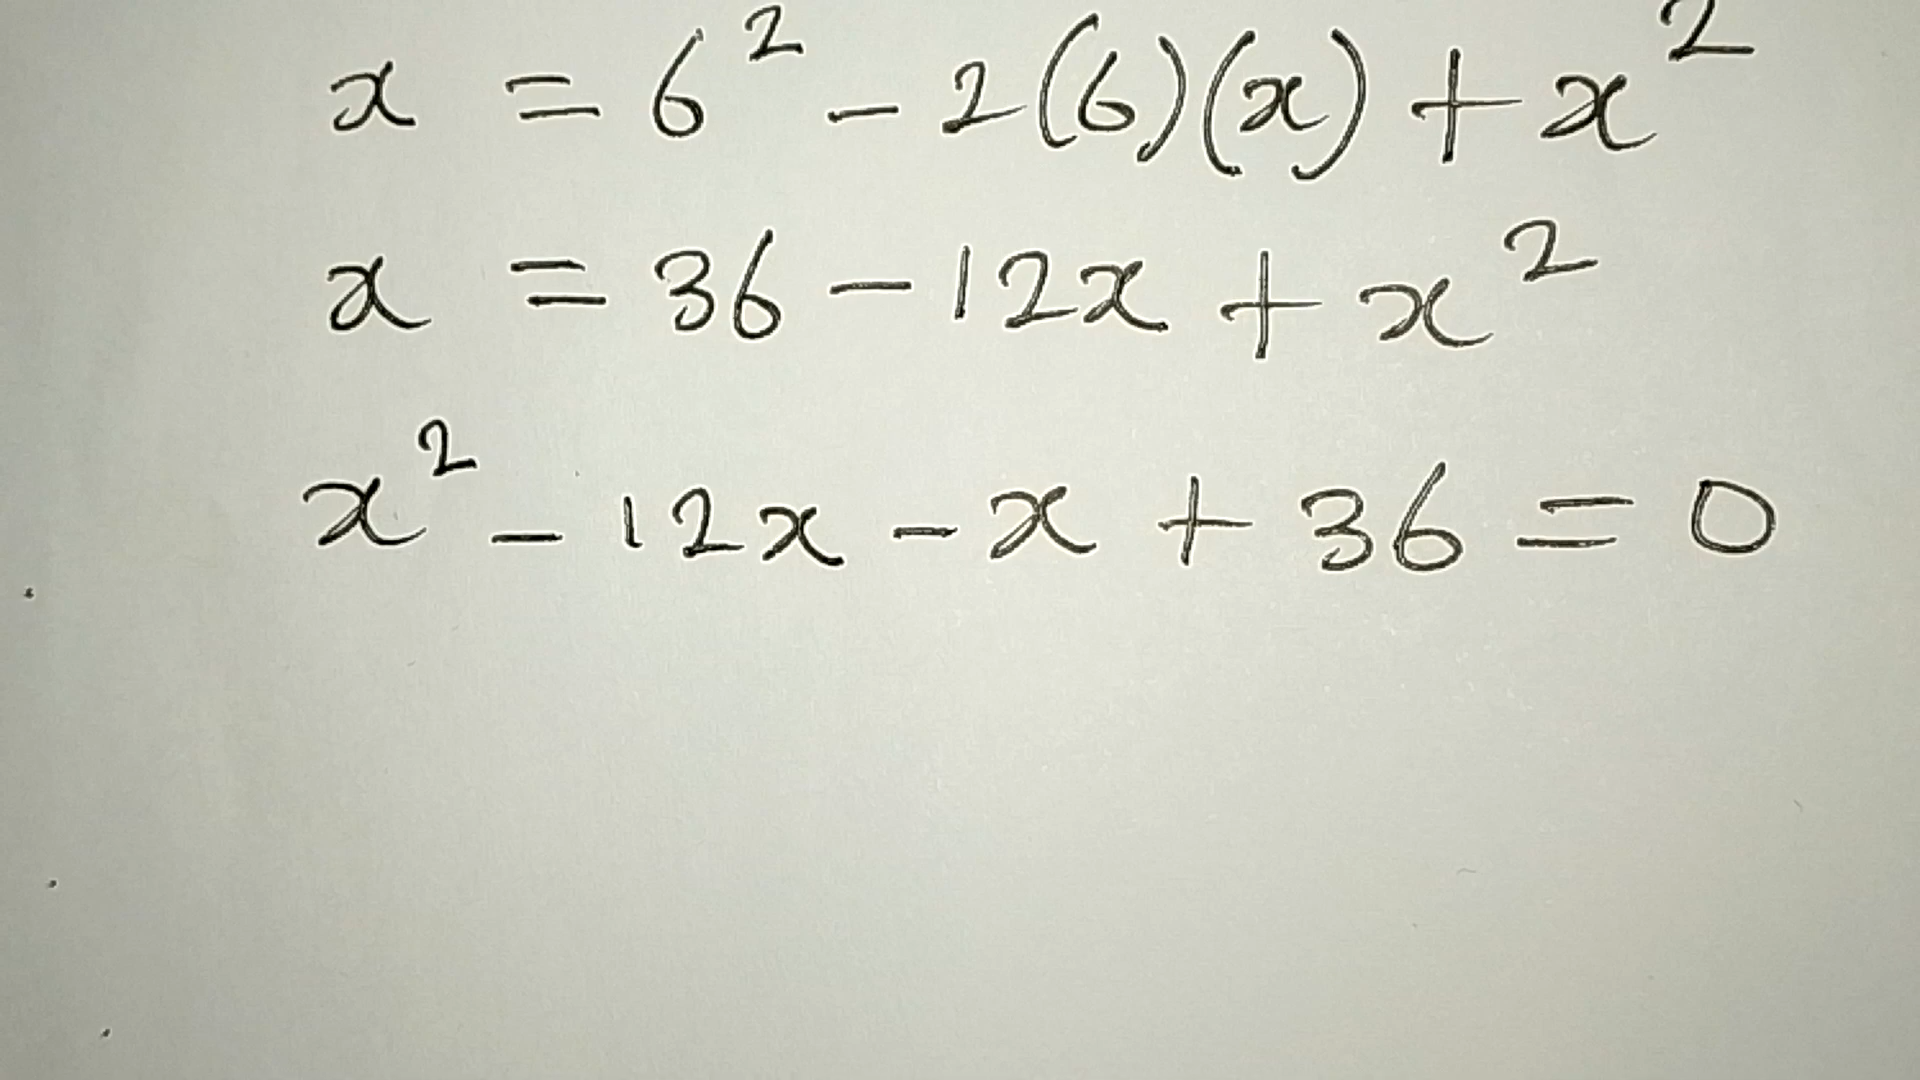 x = 6² - 2(6)(x) + x²
x = 36 - 12x + x²
x² - 12x - x + 36 = 0